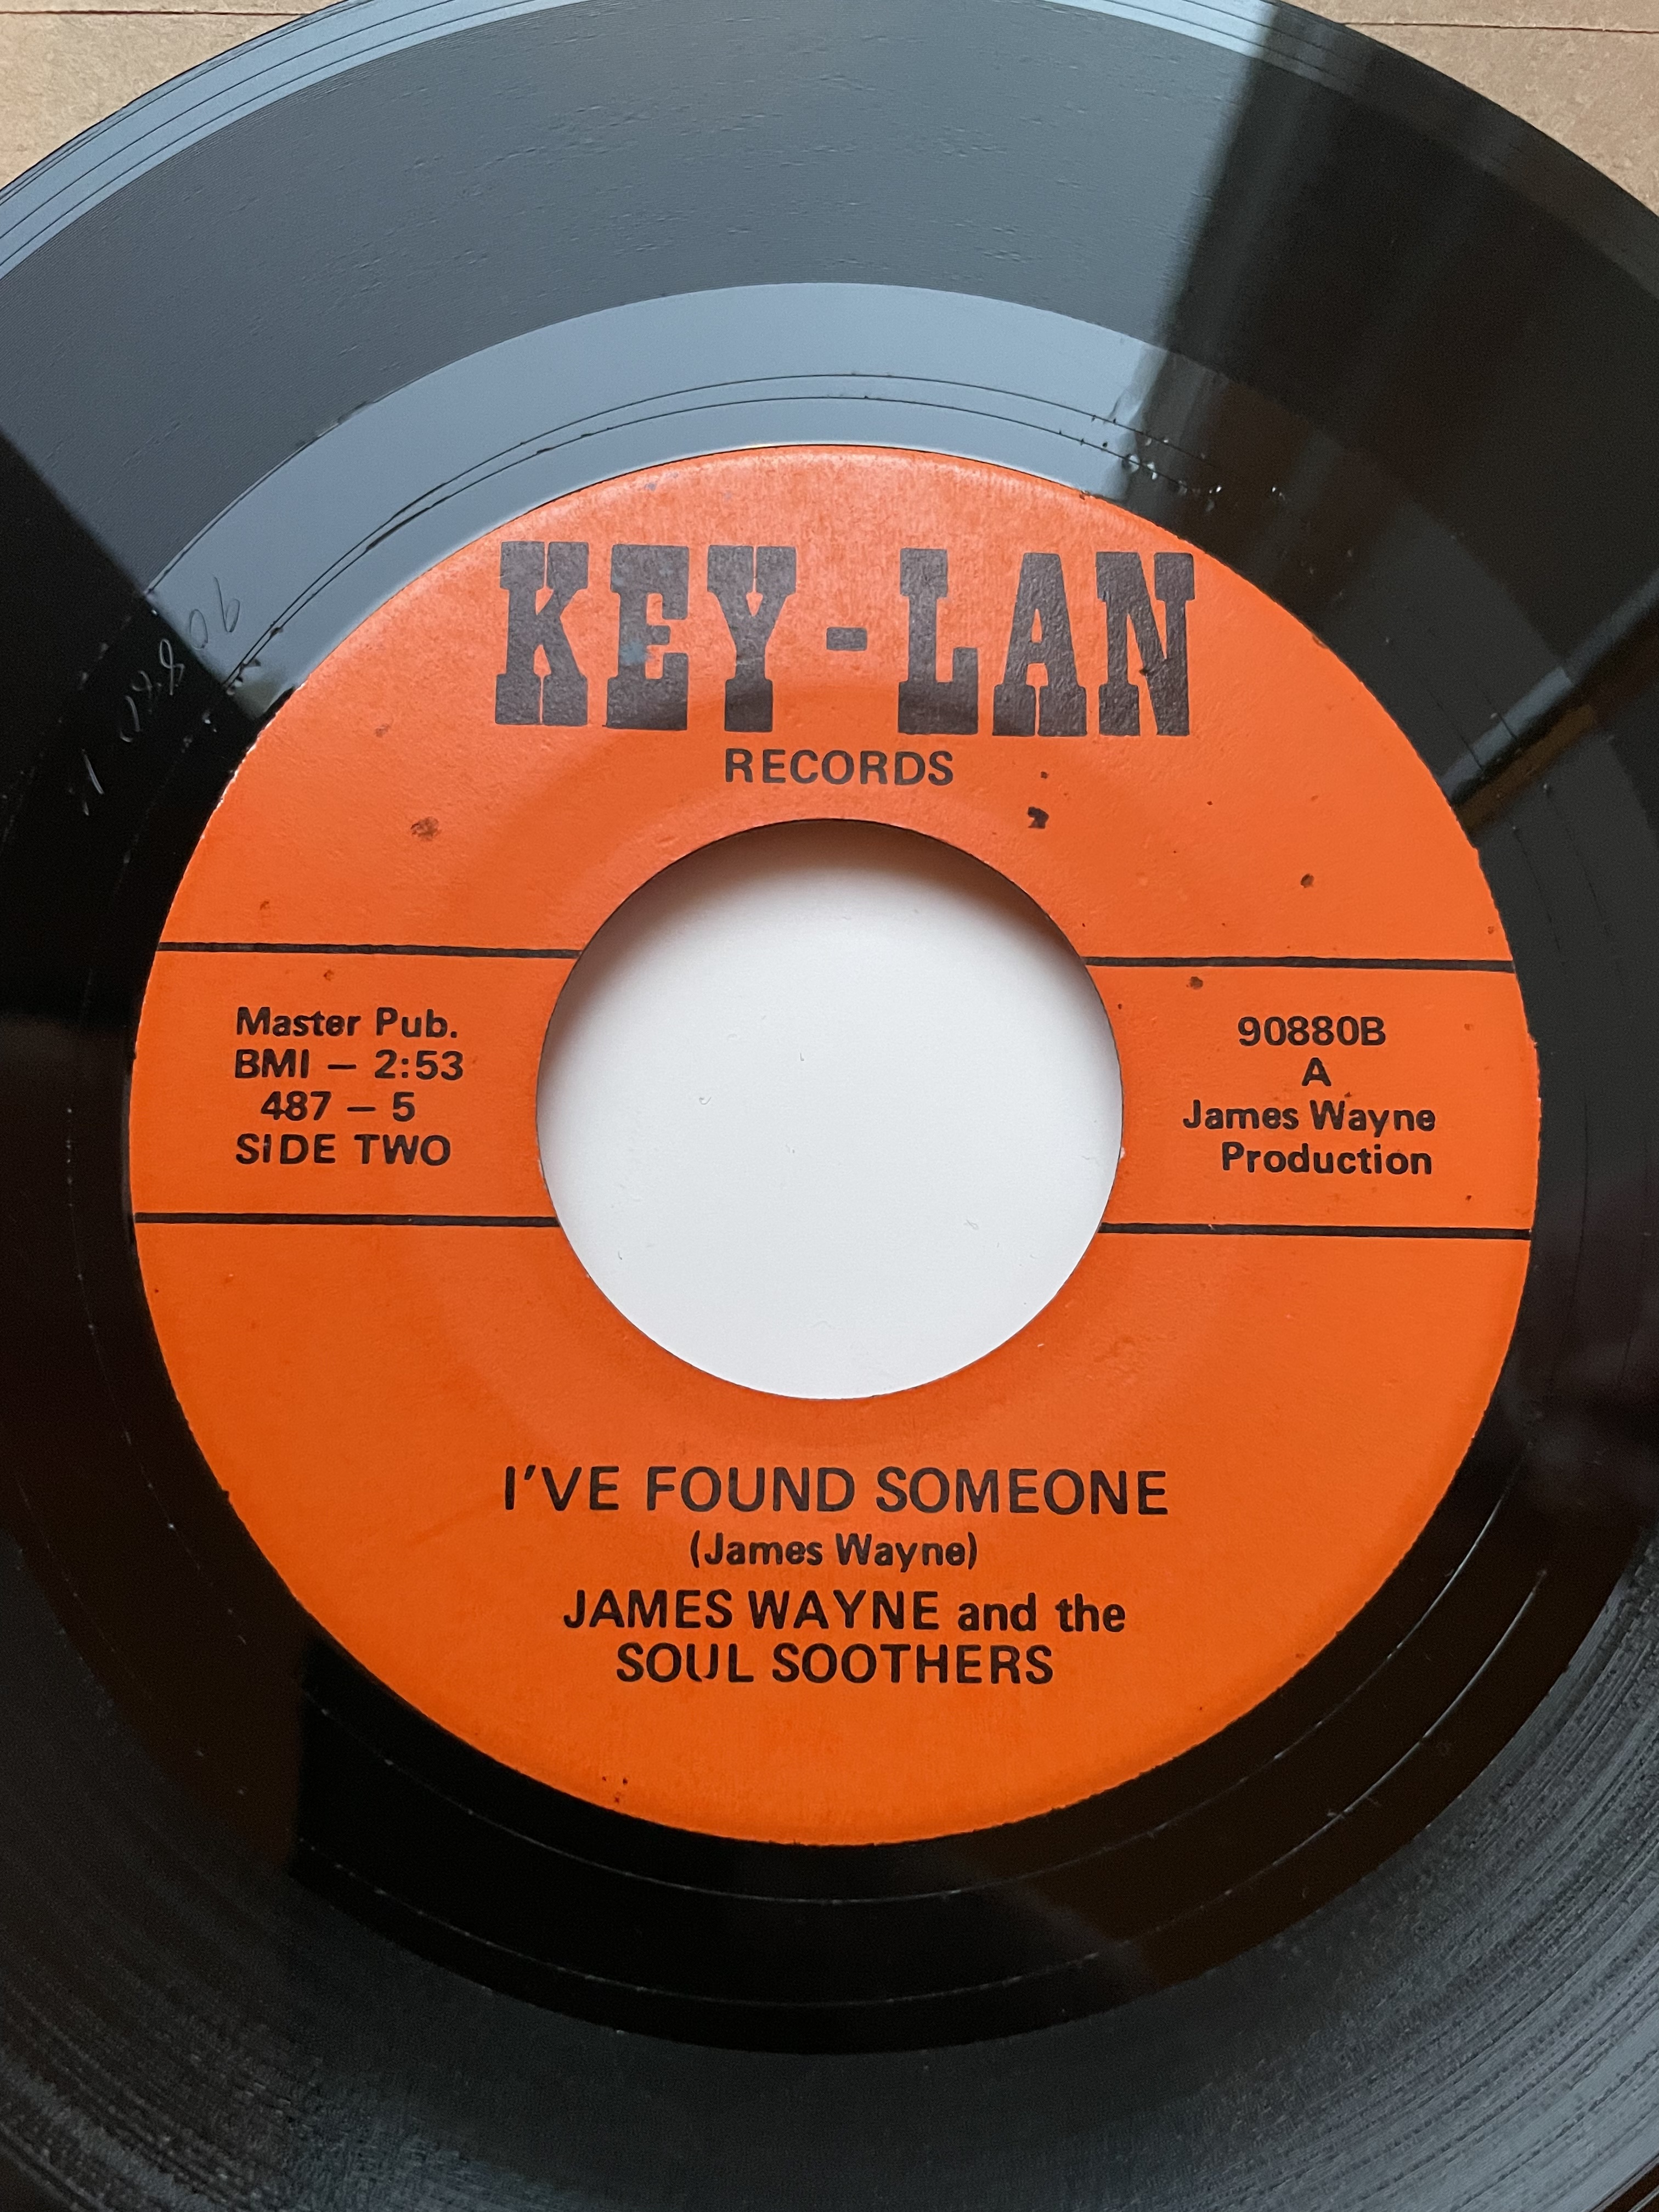 KEY-LAN
RECORDS
Master Pub.
BMI – 2:53
487 – 5
SIDE TWO
90880B
A
James Wayne
Production
I'VE FOUND SOMEONE
(James Wayne)
JAMES WAYNE and the
SOUL SOOTHERS